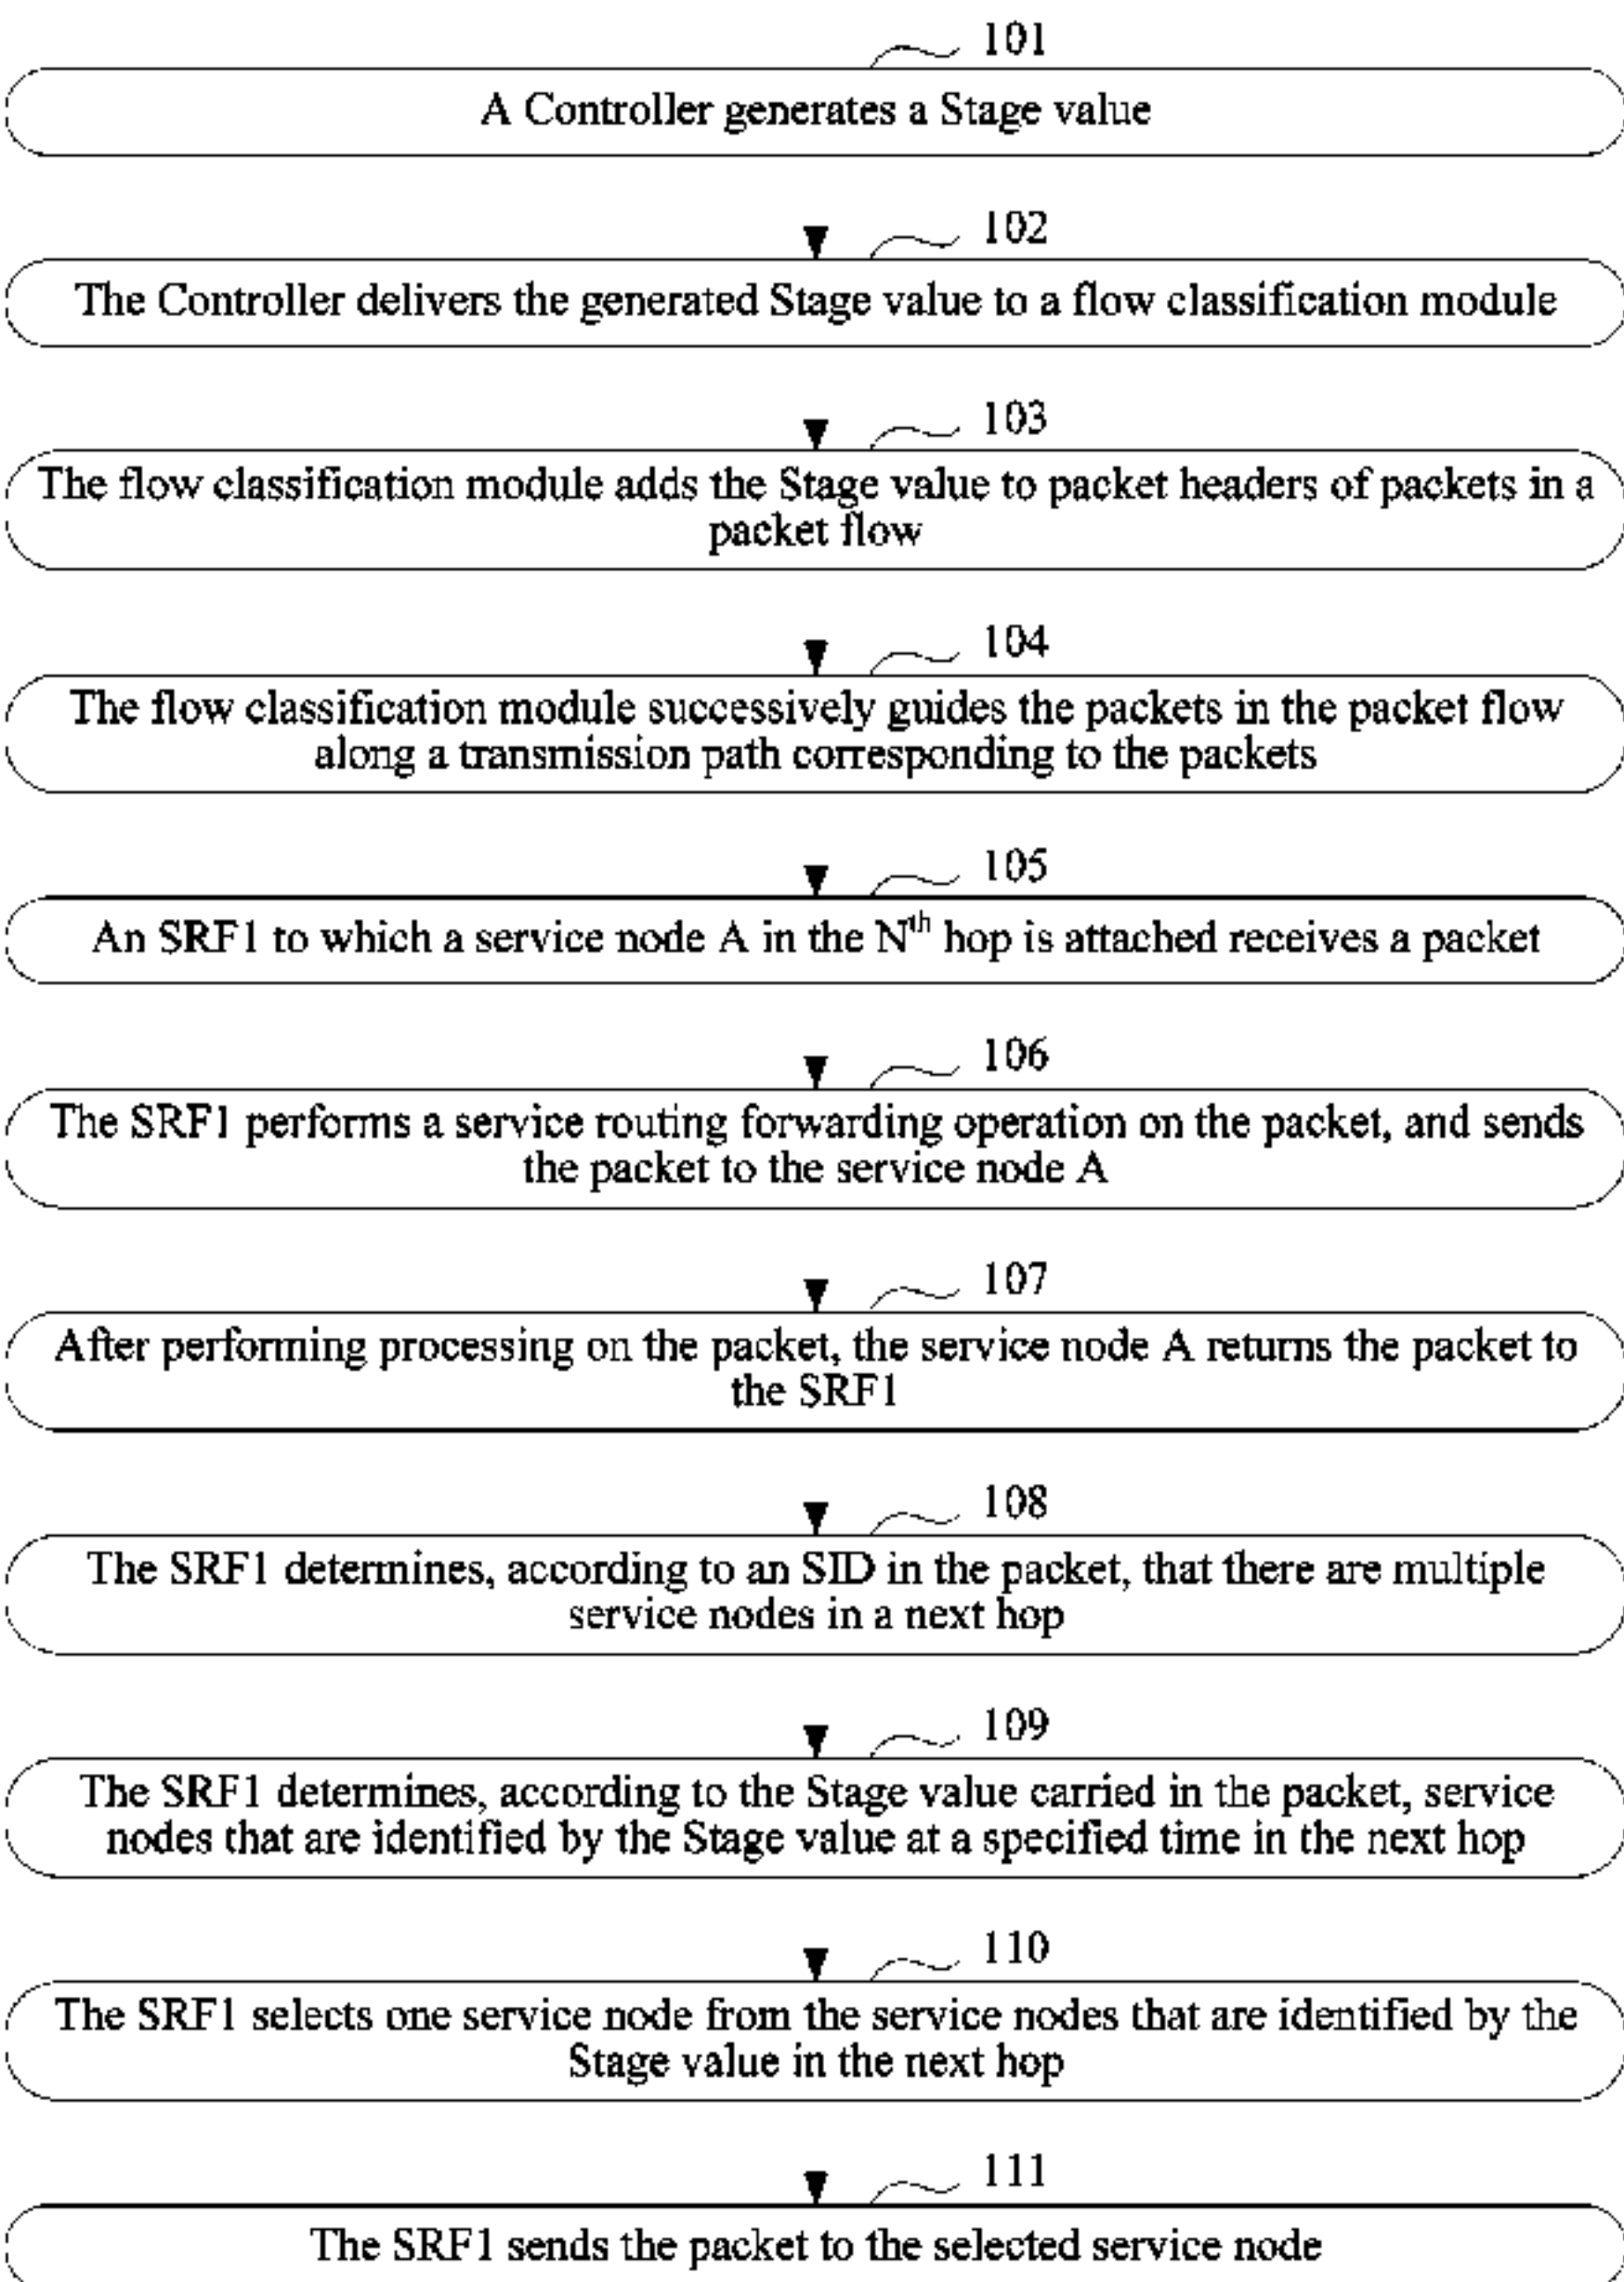 101
A Controller generates a Stage value
102
The Controller delivers the generated Stage value to a flow classification module
103
The flow classification module adds the Stage value to packet headers of packets in a
packet flow
104
The flow classification module successively guides the packets in the packet flow
along a transmission path corresponding to the packets
105
An SRF1 to which a service node A in the Nth hop is attached receives a packet
106
The SRF1 performs a service routing forwarding operation on the packet, and sends
the packet to the service node A
107
After performing processing on the packet, the service node A returns the packet to
the SRF1
108
The SRF1 determines, according to an SID in the packet, that there are multiple
service nodes in a next hop
109
The SRF1 determines, according to the Stage value carried in the packet, service
nodes that are identified by the Stage value at a specified time in the next hop
110
The SRF1 selects one service node from the service nodes that are identified by the
Stage value in the next hop
111
The SRF1 sends the packet to the selected service node